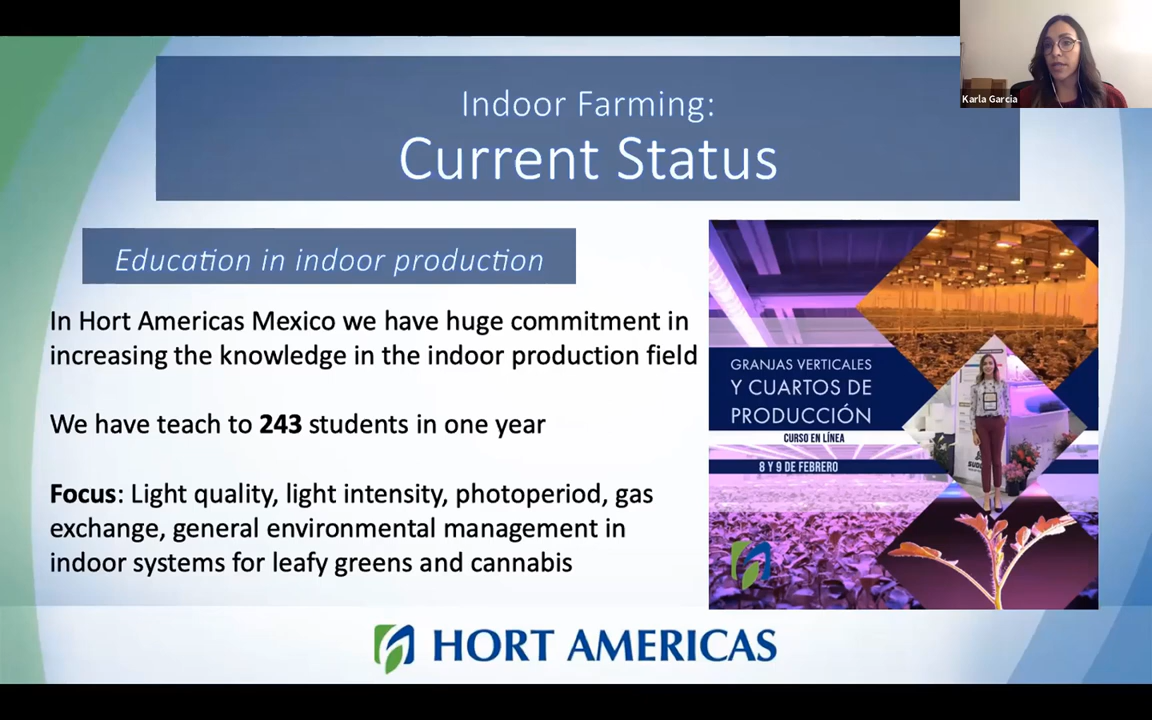 Karla Garcia
Indoor Farming:
Current Status
Education in indoor production
In Hort Americas Mexico we have huge commitment in
increasing the knowledge in the indoor production field
We have teach to 243 students in one year
Focus: Light quality, light intensity, photoperiod, gas
exchange, general environmental management in
indoor systems for leafy greens and cannabis
GRANJAS VERTICALES
Y CUARTOS DE
PRODUCCIÓN
CURSO EN LÍNEA
8 Y 9 DE FEBRERO
HORT AMERICAS